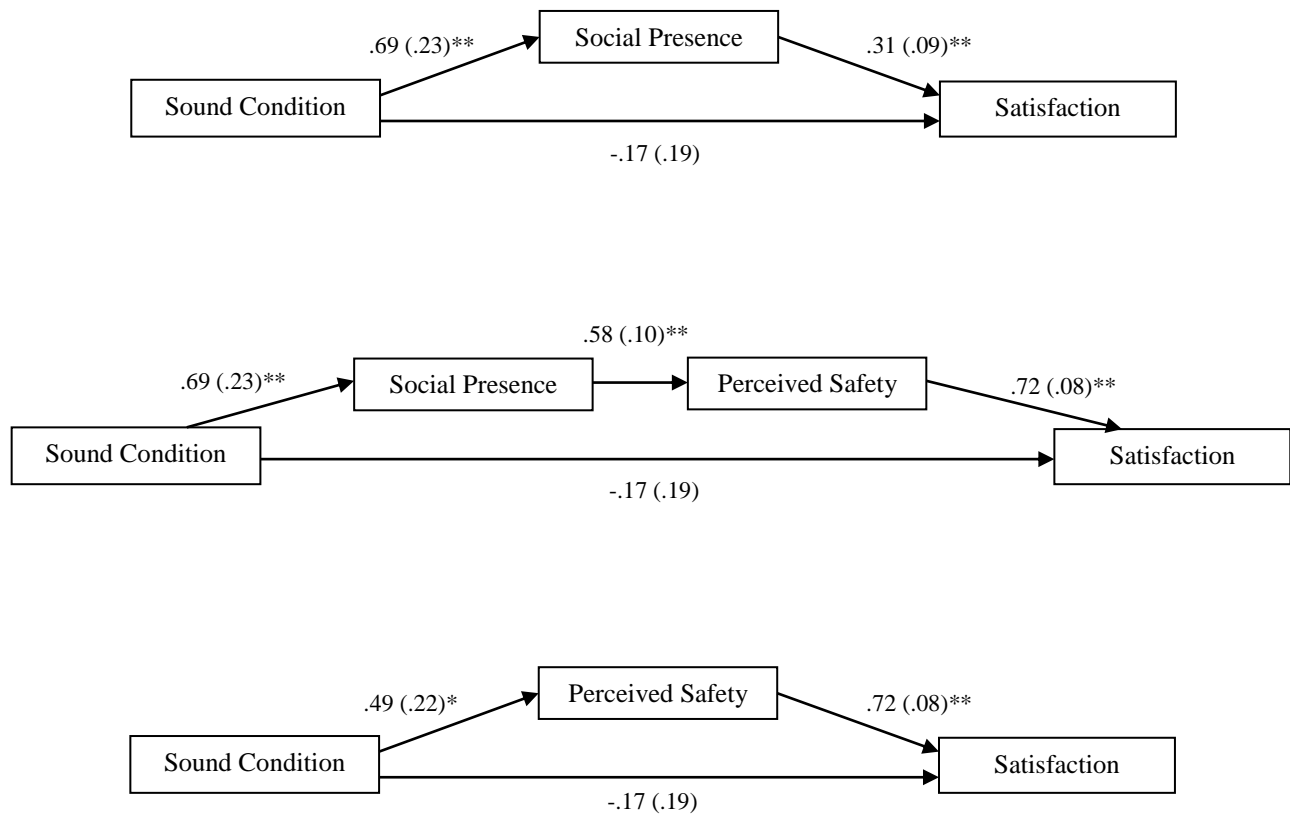 Social Presence
.69 (.23)**
.31 (.09)**
Sound Condition
Satisfaction
-.17 (.19)
.58 (.10)**
.69 (.23)**
Social Presence
Perceived Safety
.72 (.08)**
Sound Condition
Satisfaction
-.17 (.19)
Perceived Safety
.49 (.22)*
.72 (.08)**
Sound Condition
Satisfaction
-.17 (.19)